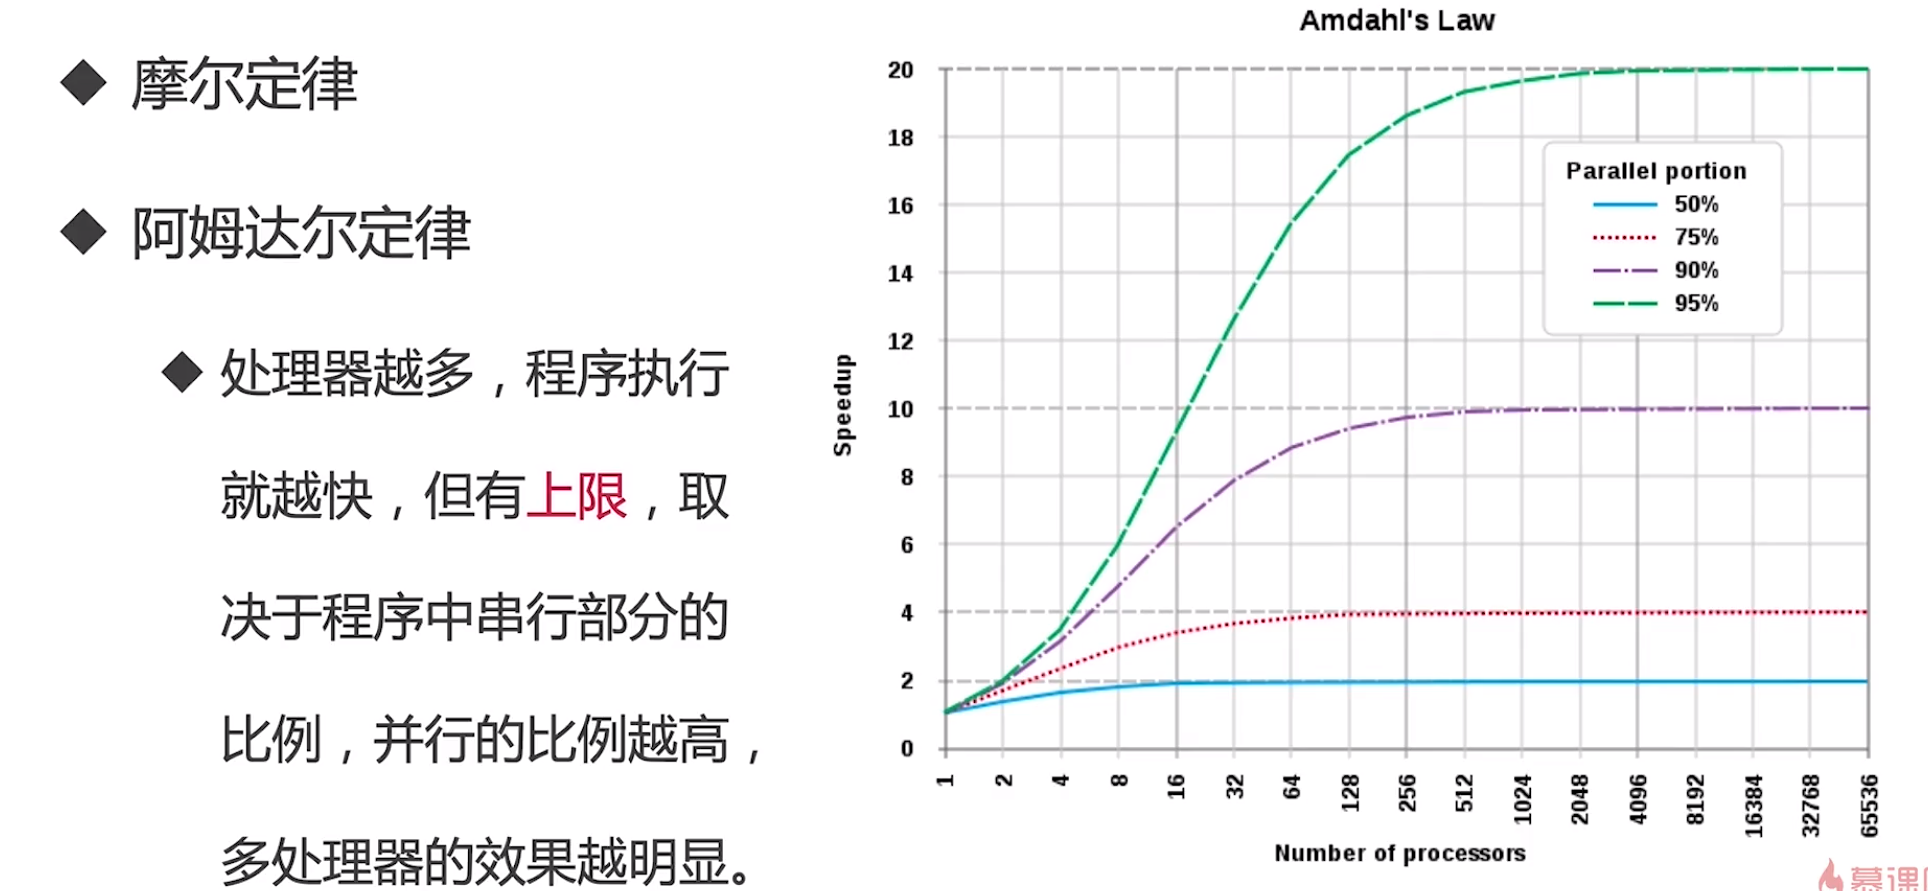 摩尔定律
阿姆达尔定律
处理器越多，程序执行
就越快，但有上限，取
决于程序中串行部分的
比例，并行的比例越高，
多处理器的效果越明显。
Amdahl's Law
20
18
16
14
12
10
8
6
4
2
0
Speedup
Parallel portion
50%
75%
90%
95%
1
2
4
8
16
32
64
128
256
512
1024
2048
4096
8192
16384
32768
65536
Number of processors
慕课